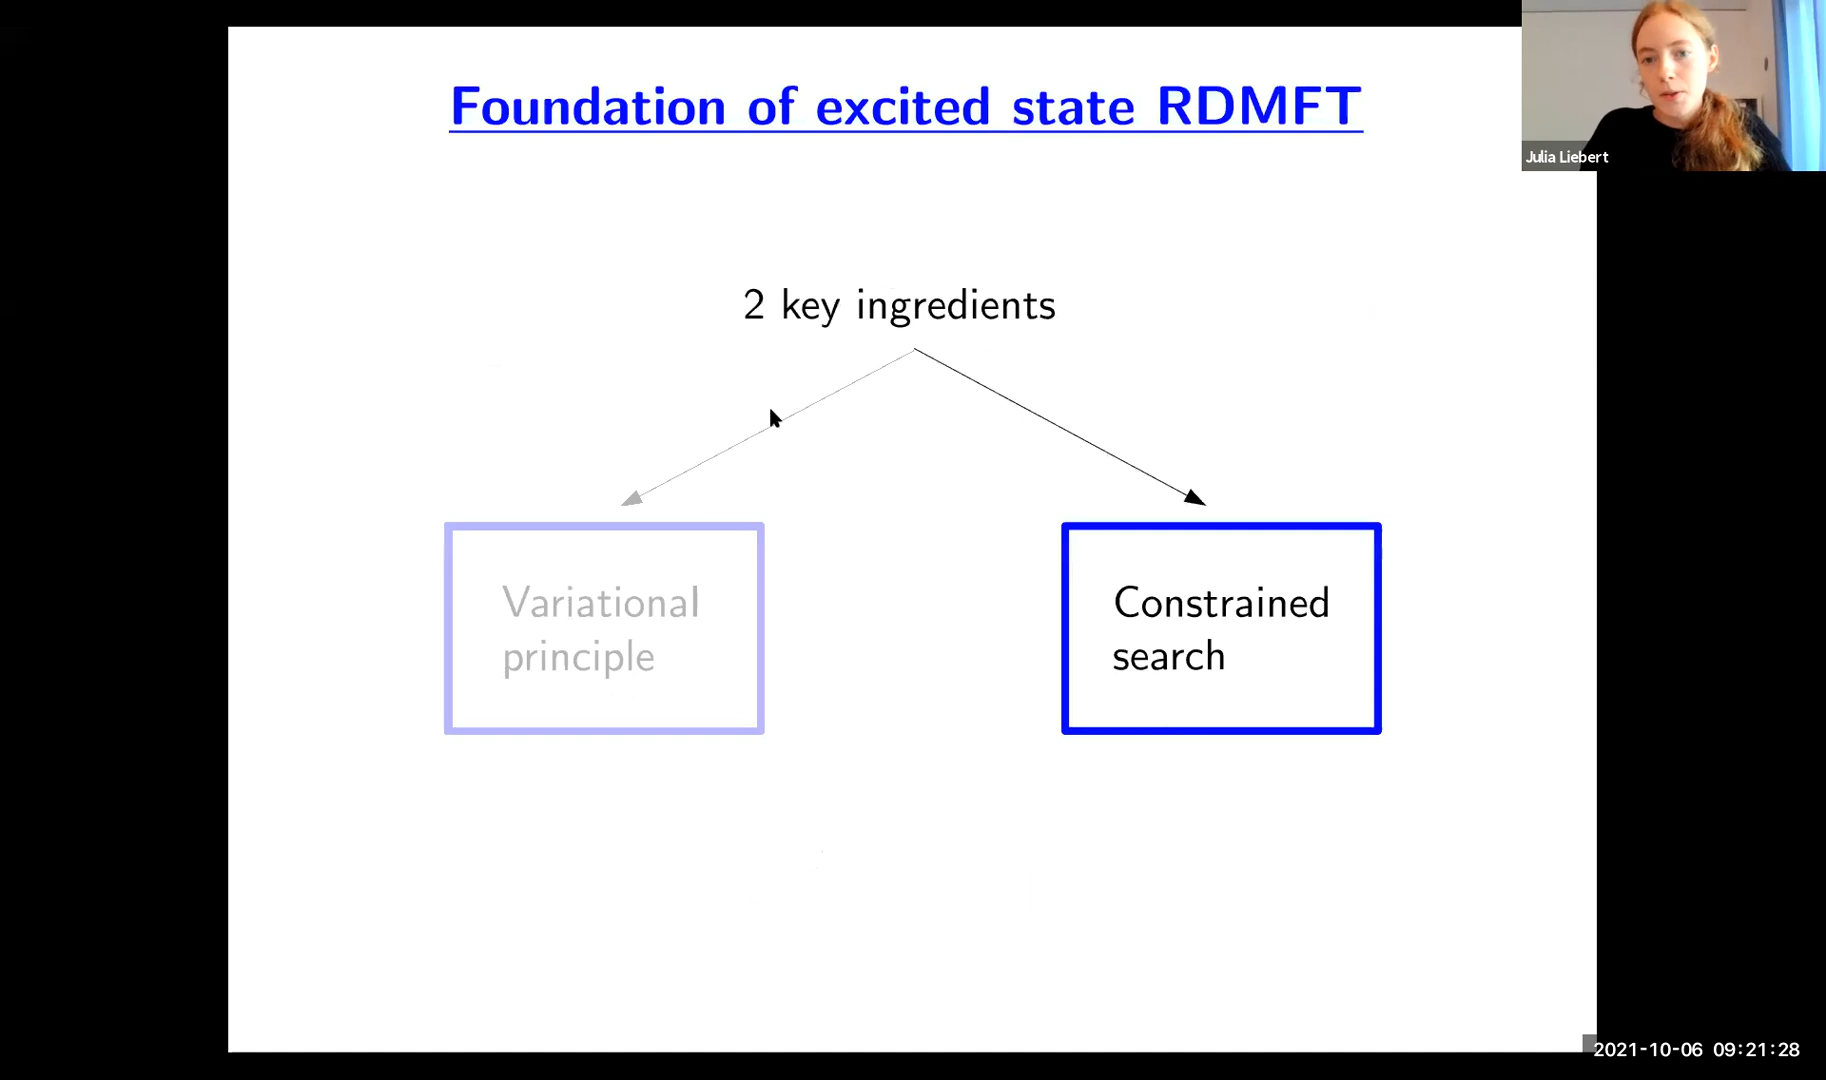 Foundation of excited state RDMFT
Julia Liebert
2 key ingredients
Variational
principle
Constrained
search
2021-10-06 09:21:28